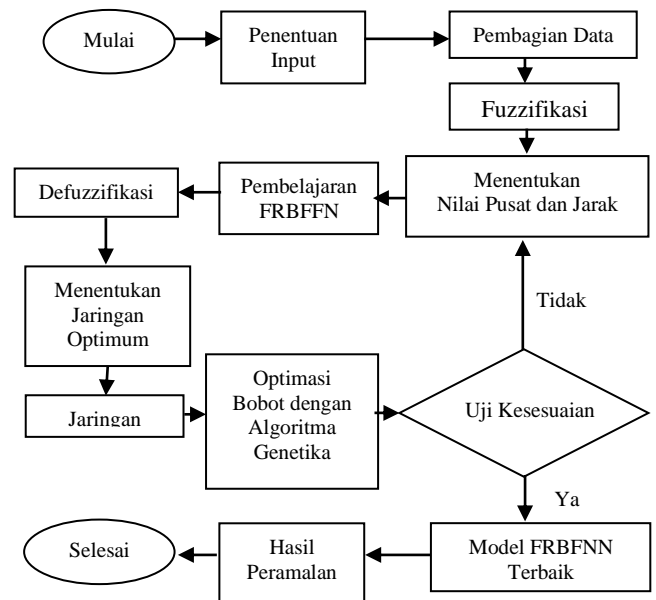 Mulai
Penentuan
Input
Pembagian Data
Fuzzifikasi
Menentukan
Nilai Pusat dan Jarak
Pembelajaran
FRBFFN
Defuzzifikasi
Menentukan
Jaringan
Optimum
Jaringan
Optimasi
Bobot dengan
Algoritma
Genetika
Uji Kesesuaian
Tidak
Ya
Model FRBFNN
Terbaik
Hasil
Peramalan
Selesai